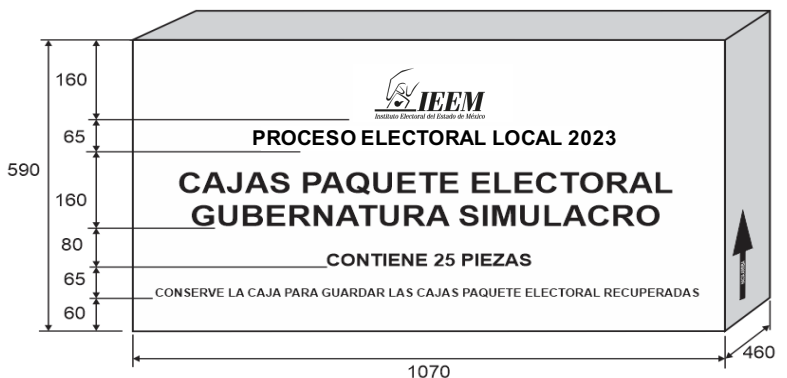 IEEM
Instituto Electoral del Estado de México
PROCESO ELECTORAL LOCAL 2023
CAJAS PAQUETE ELECTORAL
GUBERNATURA SIMULACRO
CONTIENE 25 PIEZAS
CONSERVE LA CAJA PARA GUARDAR LAS CAJAS PAQUETE ELECTORAL RECUPERADAS
590
160
65
160
80
65
60
1070
460